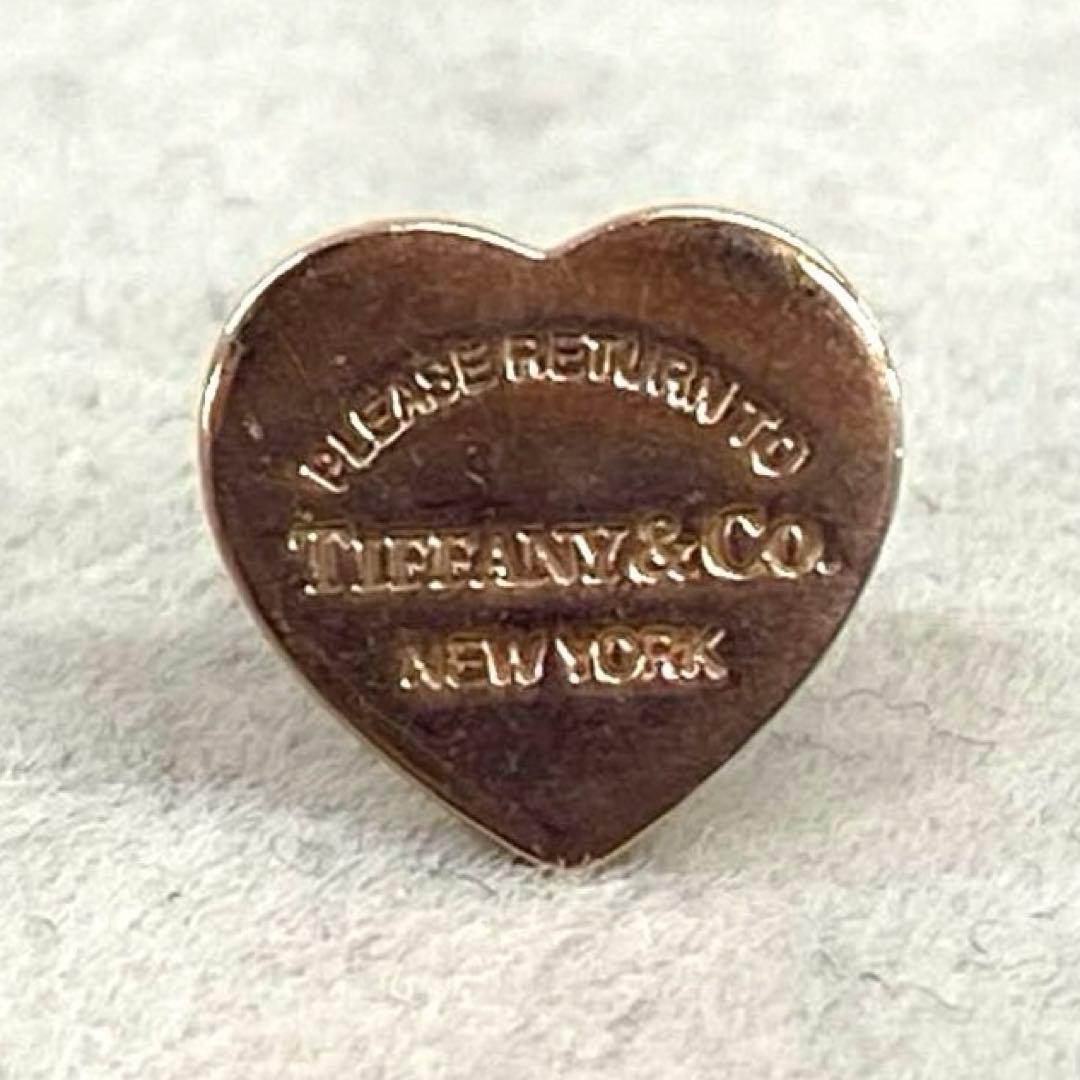 PLEASE RETURN TO
TIFFANY & CO.
NEW YORK